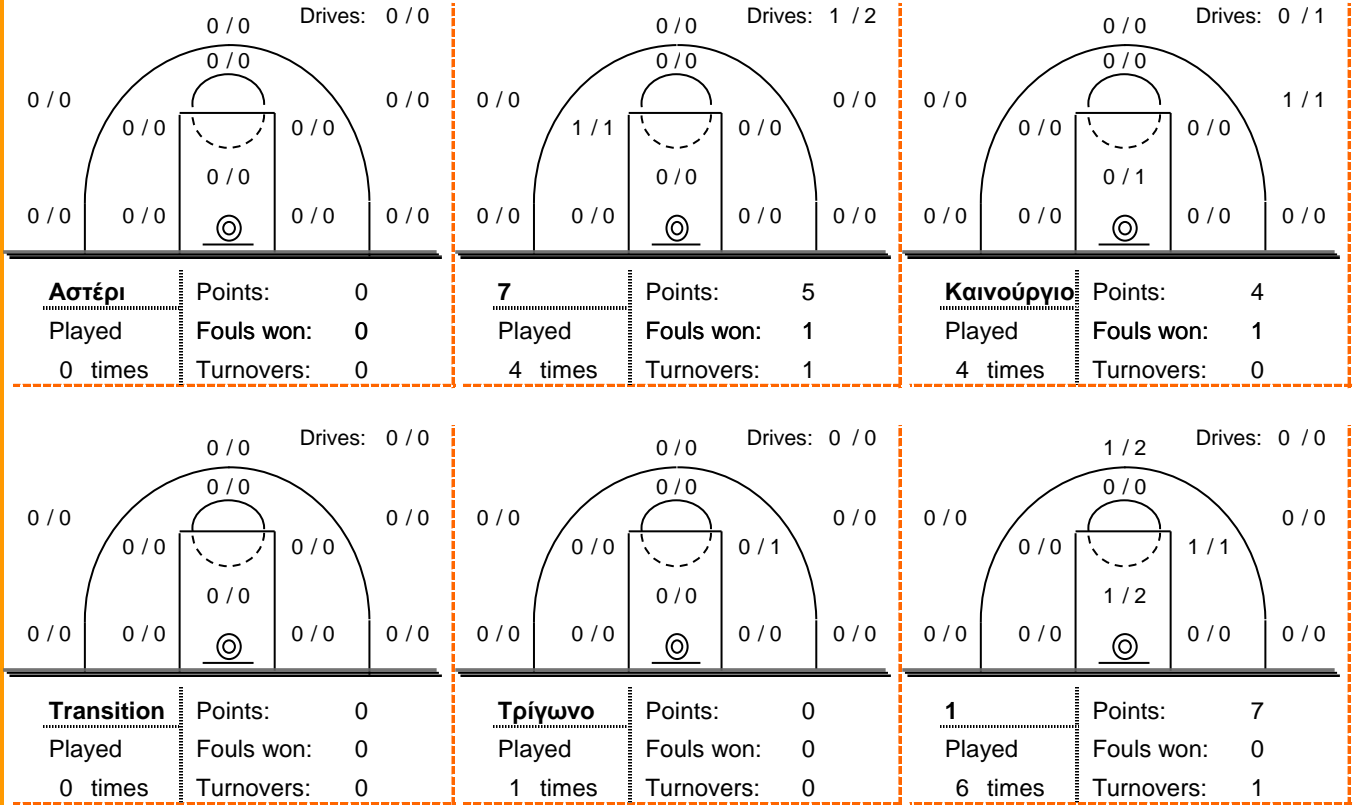 0 / 0 Drives: 0 / 0
0 / 0
0 / 0 0 / 0
0 / 0 0 / 0
0 / 0
0 / 0 0 / 0 0 / 0 0 / 0
Αστέρι Points: 0
Played Fouls won: 0
0 times Turnovers: 0
0 / 0 Drives: 1 / 2
0 / 0
0 / 0 0 / 0
1 / 1 0 / 0
0 / 0
0 / 0 0 / 0 0 / 0 0 / 0
7 Points: 5
Played Fouls won: 1
4 times Turnovers: 1
0 / 0 Drives: 0 / 1
0 / 0
0 / 0 1 / 1
0 / 0 0 / 0
0 / 1
0 / 0 0 / 0 0 / 0 0 / 0
Καινούργιο Points: 4
Played Fouls won: 1
4 times Turnovers: 0
0 / 0 Drives: 0 / 0
0 / 0
0 / 0 0 / 0
0 / 0 0 / 0
0 / 0
0 / 0 0 / 0 0 / 0 0 / 0
Transition Points: 0
Played Fouls won: 0
0 times Turnovers: 0
0 / 0 Drives: 0 / 0
0 / 0
0 / 0 0 / 0
0 / 0 0 / 1
0 / 0
0 / 0 0 / 0 0 / 0 0 / 0
Τρίγωνο Points: 0
Played Fouls won: 0
1 times Turnovers: 0
1 / 2 Drives: 0 / 0
0 / 0
0 / 0 0 / 0
0 / 0 1 / 1
1 / 2
0 / 0 0 / 0 0 / 0 0 / 0
1 Points: 7
Played Fouls won: 0
6 times Turnovers: 1